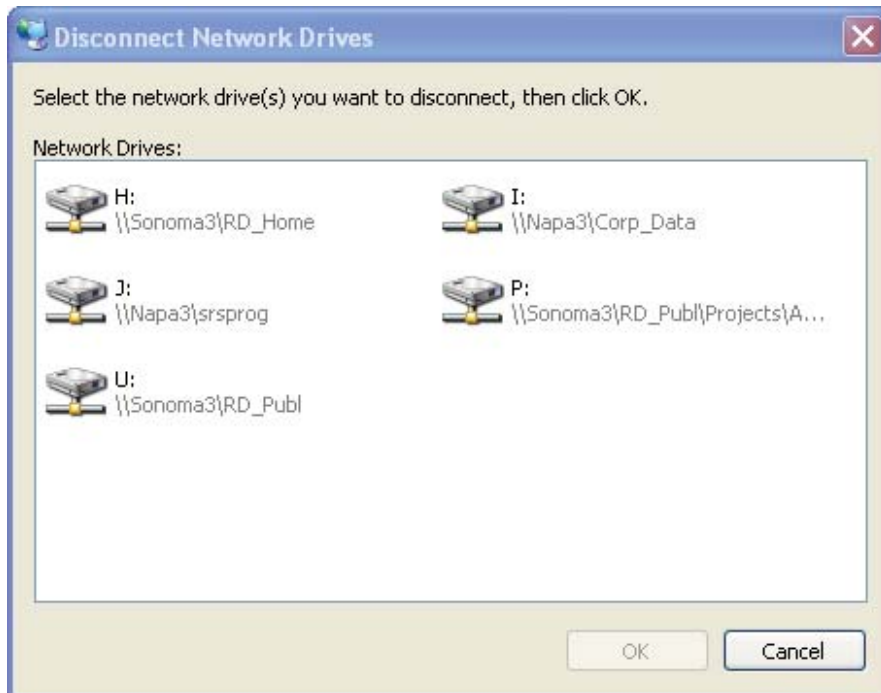 Disconnect Network Drives
Select the network drive(s) you want to disconnect, then click OK.
Network Drives:
H:
\\Sonoma3\RD_Home
I:
\\Napa3\Corp_Data
J:
\\Napa3\srsprog
P:
\\Sonoma3\RD_Publ\Projects\A...
U:
\\Sonoma3\RD_Publ
OK
Cancel